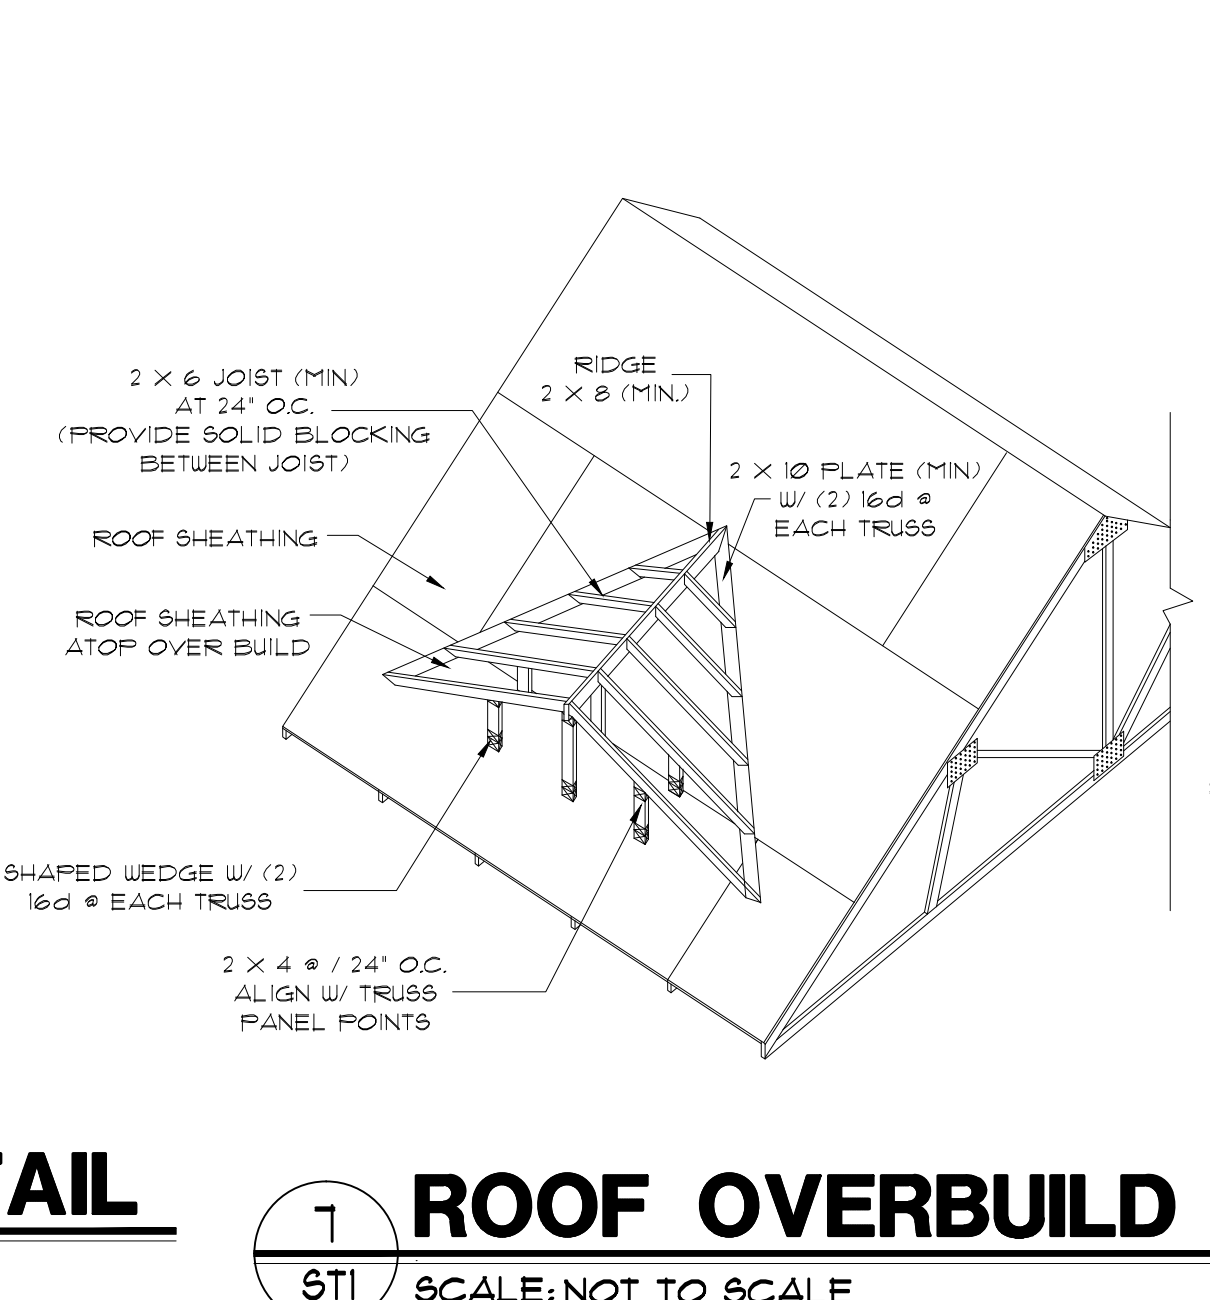 2 X 6 JOIST (MIN)
AT 24" O.C.
(PROVIDE SOLID BLOCKING
BETWEEN JOIST)
RIDGE
2 X 8 (MIN.)
2 X 10 PLATE (MIN)
W/ (2) 16d @
EACH TRUSS
ROOF SHEATHING
ROOF SHEATHING
ATOP OVER BUILD
SHAPED WEDGE W/ (2)
16d @ EACH TRUSS
2 X 4 @ / 24" O.C.
ALIGN W/ TRUSS
PANEL POINTS
TAIL
7
ST1
ROOF OVERBUILD
SCALE: NOT TO SCALE